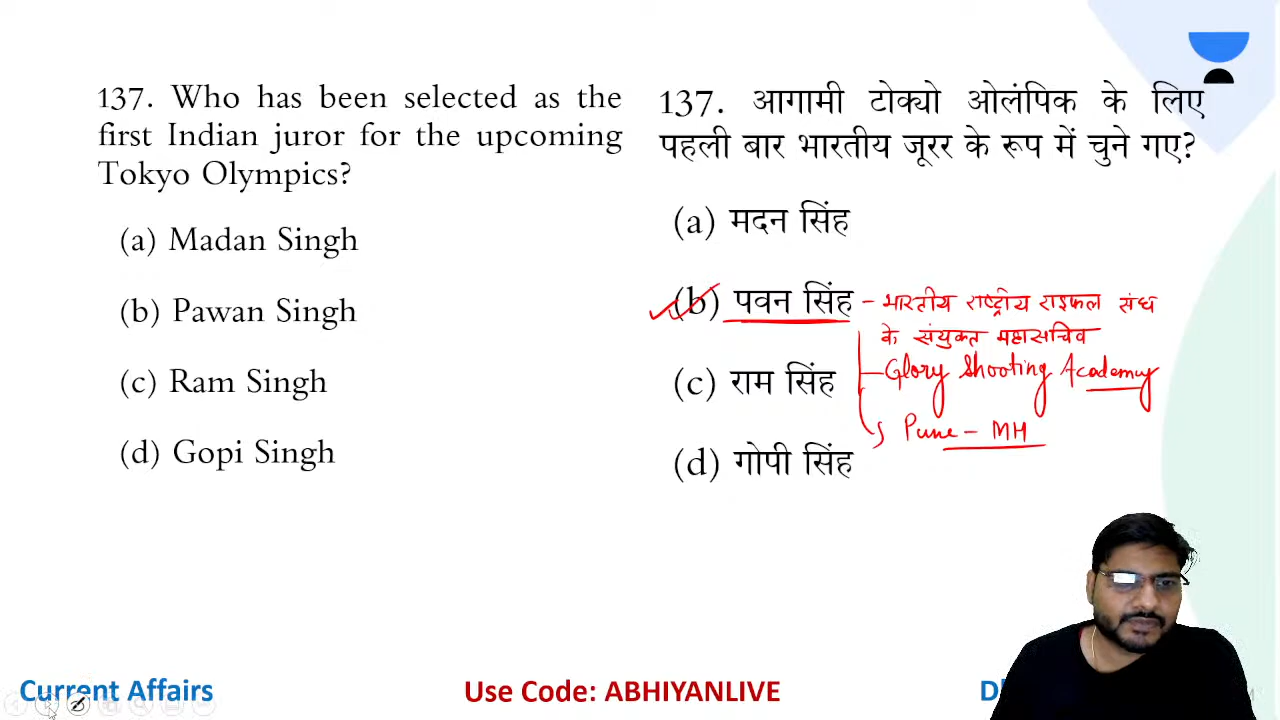 137. Who has been selected as the
first Indian juror for the upcoming
Tokyo Olympics?
(a) Madan Singh
(b) Pawan Singh
(c) Ram Singh
(d) Gopi Singh
137. आगामी टोक्यो ओलंपिक के लिए
पहली बार भारतीय जूरर के रूप में चुने गए?
(a) मदन सिंह
(b) पवन सिंह – भारतीय राष्ट्रीय राइफल संघ
के संयुक्त महासचिव
Glory Shooting Academy
(c) राम सिंह
Pune – MH
(d) गोपी सिंह
Current Affairs
Use Code: ABHIYANLIVE